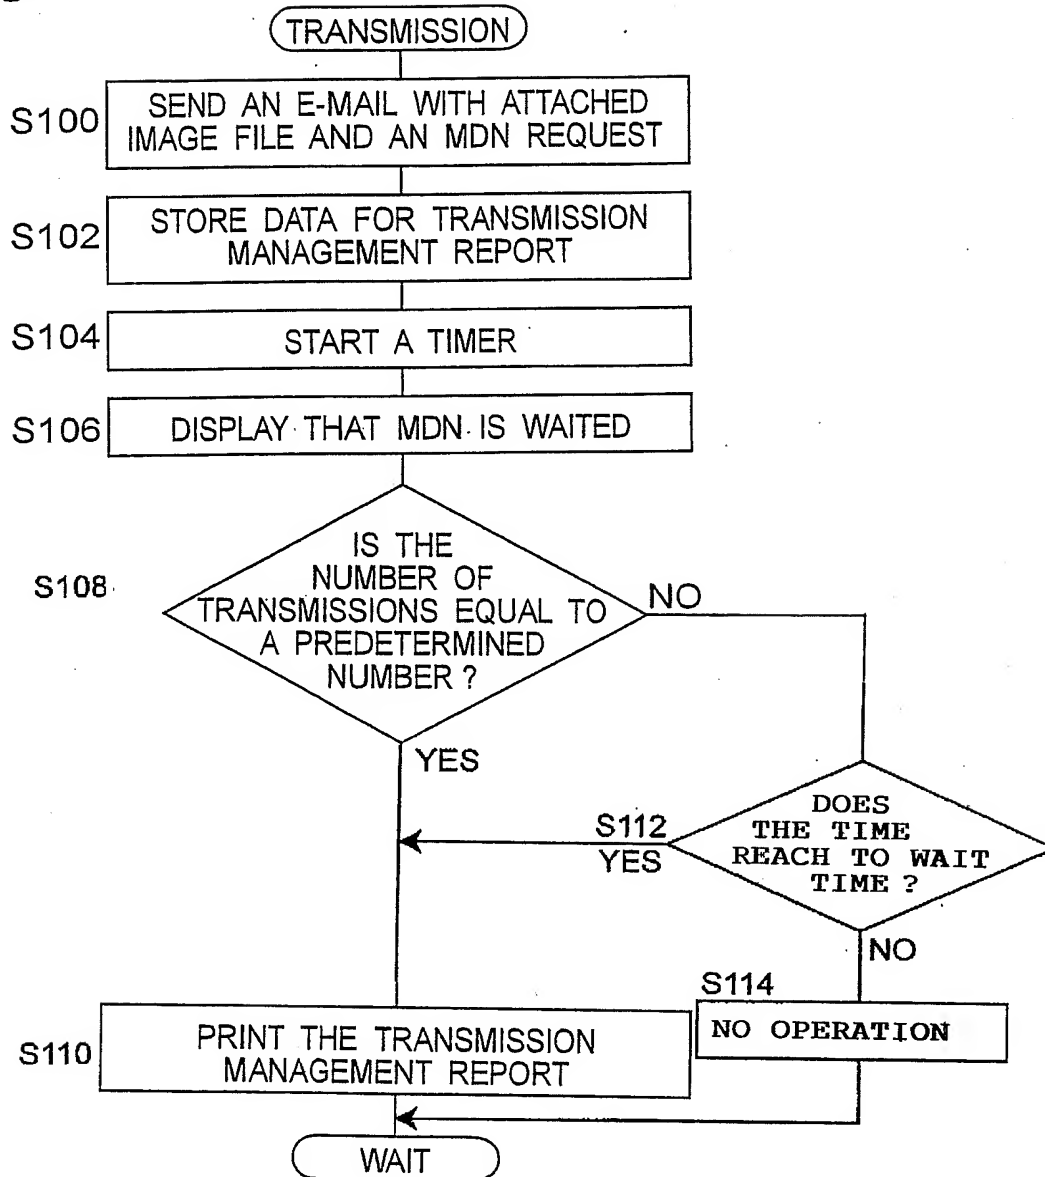 TRANSMISSION
S100
SEND AN E-MAIL WITH ATTACHED
IMAGE FILE AND AN MDN REQUEST
S102
STORE DATA FOR TRANSMISSION
MANAGEMENT REPORT
S104
START A TIMER
S106
DISPLAY THAT MDN IS WAITED
S108
IS THE
NUMBER OF
TRANSMISSIONS EQUAL TO
A PREDETERMINED
NUMBER ?
NO
YES
S112
YES
DOES
THE TIME
REACH TO WAIT
TIME ?
NO
S114
NO OPERATION
S110
PRINT THE TRANSMISSION
MANAGEMENT REPORT
WAIT